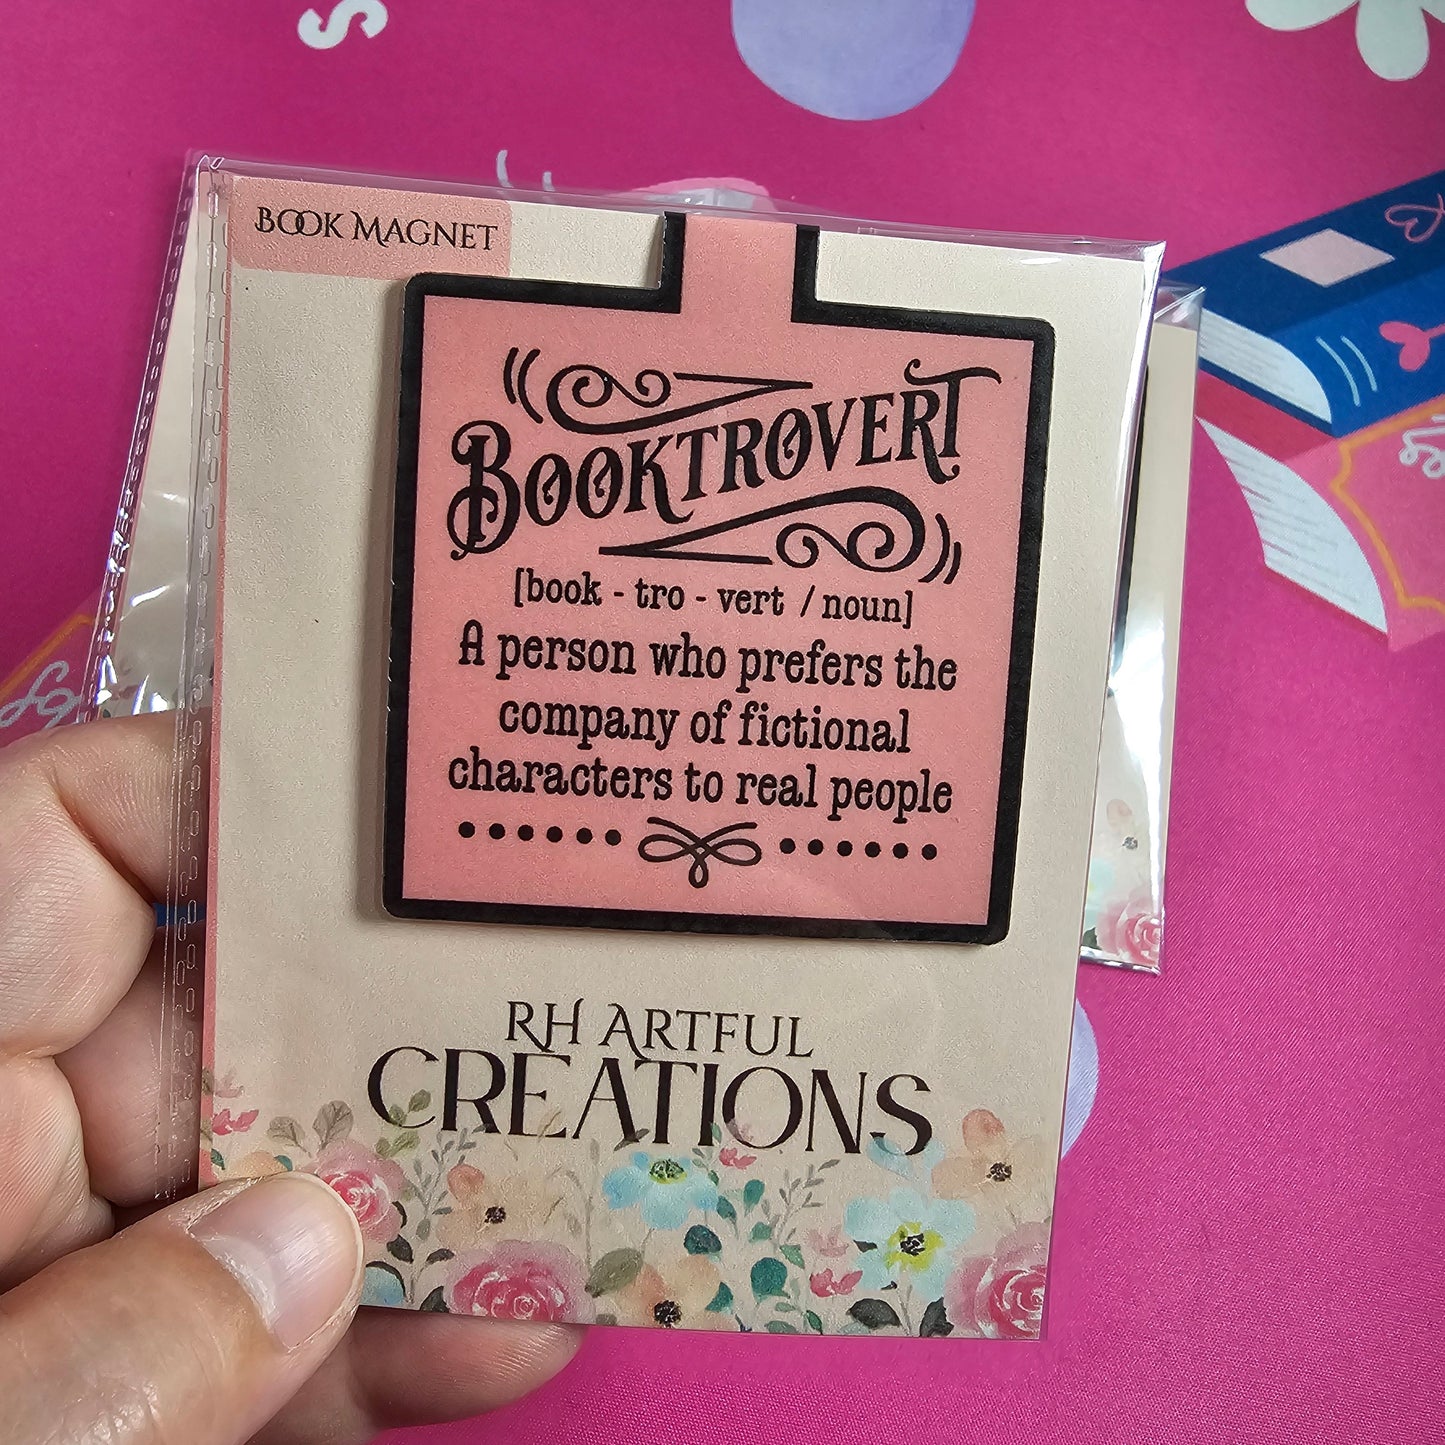 BOOK MAGNET
BOOKTROVERT
[book - tro - vert / noun]
A person who prefers the
company of fictional
characters to real people
RH ARTFUL
CREATIONS